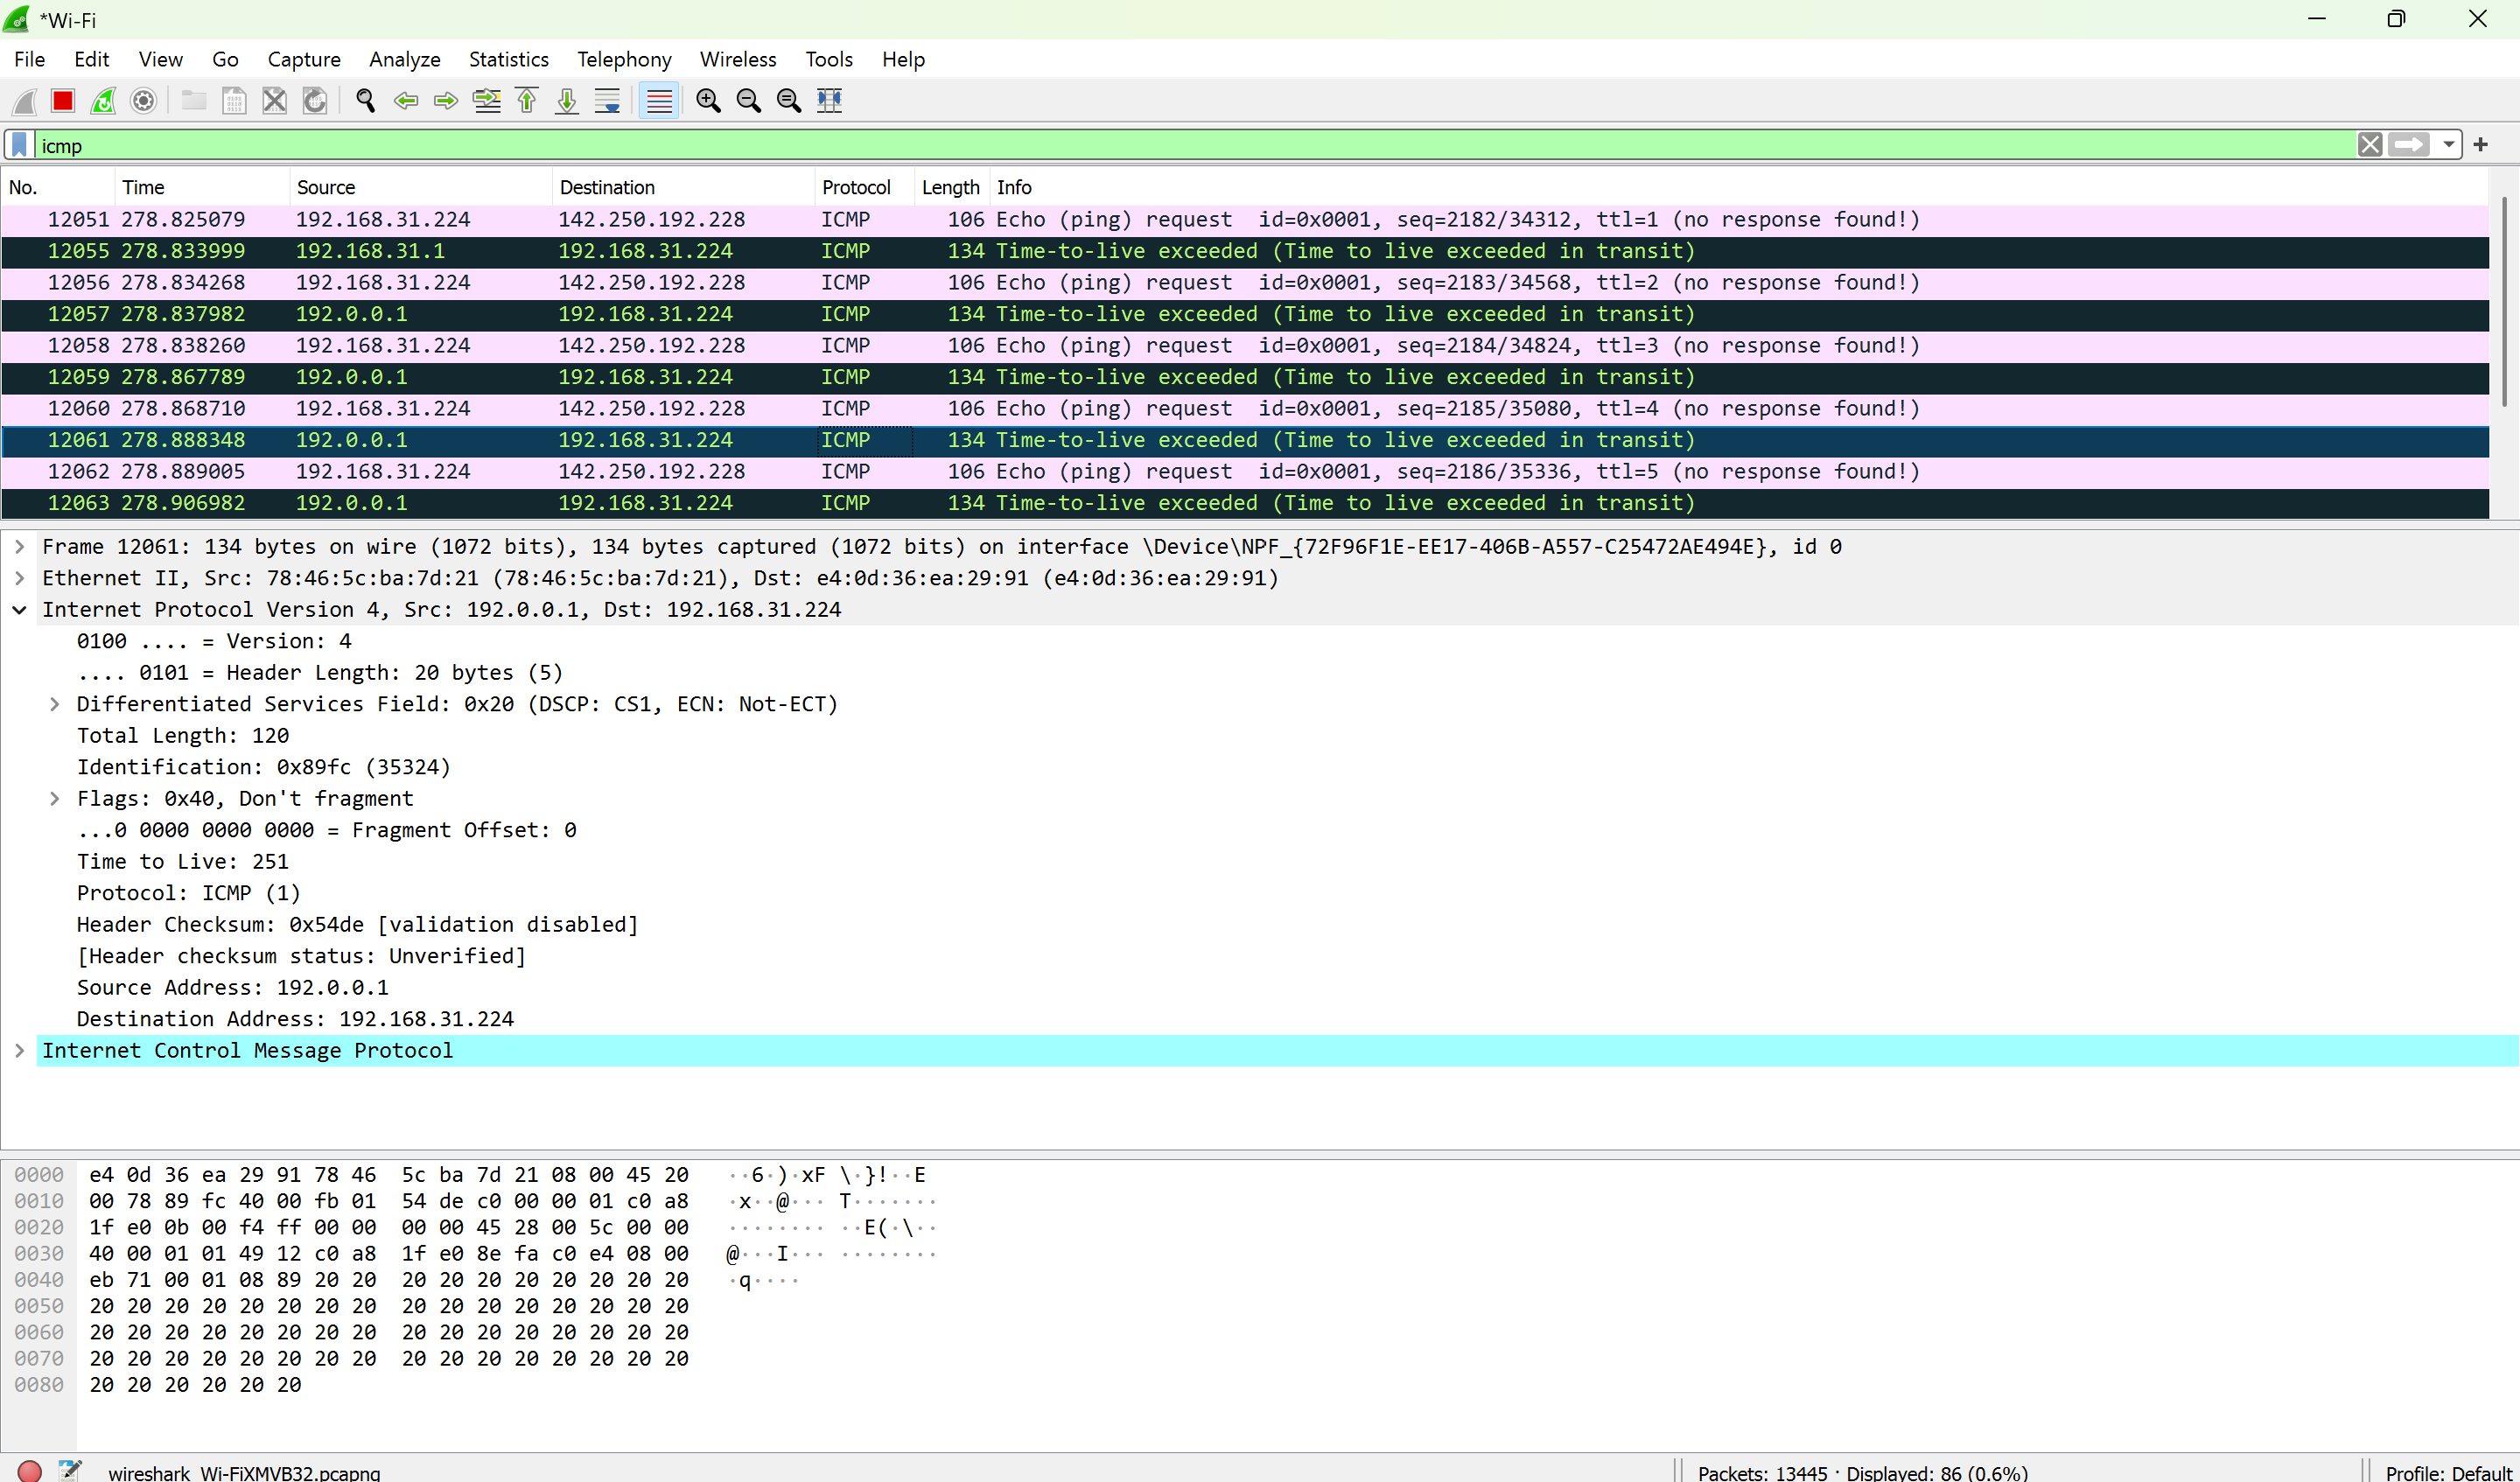 *Wi-Fi
File Edit View Go Capture Analyze Statistics Telephony Wireless Tools Help
icmp
No. Time Source Destination Protocol Length Info
12051 278.825079 192.168.31.224 142.250.192.228 ICMP 106 Echo (ping) request id=0x0001, seq=2182/34312, ttl=1 (no response found!)
12055 278.833999 192.168.31.1 192.168.31.224 ICMP 134 Time-to-live exceeded (Time to live exceeded in transit)
12056 278.834268 192.168.31.224 142.250.192.228 ICMP 106 Echo (ping) request id=0x0001, seq=2183/34568, ttl=2 (no response found!)
12057 278.837982 192.0.0.1 192.168.31.224 ICMP 134 Time-to-live exceeded (Time to live exceeded in transit)
12058 278.838260 192.168.31.224 142.250.192.228 ICMP 106 Echo (ping) request id=0x0001, seq=2184/34824, ttl=3 (no response found!)
12059 278.867789 192.0.0.1 192.168.31.224 ICMP 134 Time-to-live exceeded (Time to live exceeded in transit)
12060 278.868710 192.168.31.224 142.250.192.228 ICMP 106 Echo (ping) request id=0x0001, seq=2185/35080, ttl=4 (no response found!)
12061 278.888348 192.0.0.1 192.168.31.224 ICMP 134 Time-to-live exceeded (Time to live exceeded in transit)
12062 278.889005 192.168.31.224 142.250.192.228 ICMP 106 Echo (ping) request id=0x0001, seq=2186/35336, ttl=5 (no response found!)
12063 278.906982 192.0.0.1 192.168.31.224 ICMP 134 Time-to-live exceeded (Time to live exceeded in transit)
Frame 12061: 134 bytes on wire (1072 bits), 134 bytes captured (1072 bits) on interface \Device\NPF_{72F96F1E-EE17-406B-A557-C25472AE494E}, id 0
Ethernet II, Src: 78:46:5c:ba:7d:21 (78:46:5c:ba:7d:21), Dst: e4:0d:36:ea:29:91 (e4:0d:36:ea:29:91)
Internet Protocol Version 4, Src: 192.0.0.1, Dst: 192.168.31.224
0100 .... = Version: 4
.... 0101 = Header Length: 20 bytes (5)
Differentiated Services Field: 0x20 (DSCP: CS1, ECN: Not-ECT)
Total Length: 120
Identification: 0x89fc (35324)
Flags: 0x40, Don't fragment
...0 0000 0000 0000 = Fragment Offset: 0
Time to Live: 251
Protocol: ICMP (1)
Header Checksum: 0x54de [validation disabled]
[Header checksum status: Unverified]
Source Address: 192.0.0.1
Destination Address: 192.168.31.224
Internet Control Message Protocol
0000 e4 0d 36 ea 29 91 78 46 5c ba 7d 21 08 00 45 20 ··6·)·xF \·}!··E
0010 00 78 89 fc 40 00 fb 01 54 de c0 00 00 01 c0 a8 ·x··@··· T·······
0020 1f e0 0b 00 f4 ff 00 00 00 00 45 28 00 5c 00 00 ········ ··E(·\··
0030 40 00 01 01 49 12 c0 a8 1f e0 8e fa c0 e4 08 00 @···I··· ········
0040 eb 71 00 01 08 89 20 20 20 20 20 20 20 20 20 20 ·q····
0050 20 20 20 20 20 20 20 20 20 20 20 20 20 20 20 20
0060 20 20 20 20 20 20 20 20 20 20 20 20 20 20 20 20
0070 20 20 20 20 20 20 20 20 20 20 20 20 20 20 20 20
0080 20 20 20 20 20 20
wireshark_Wi-FiXMVB32.pcapng Packets: 13445 · Displayed: 86 (0.6%) Profile: Default